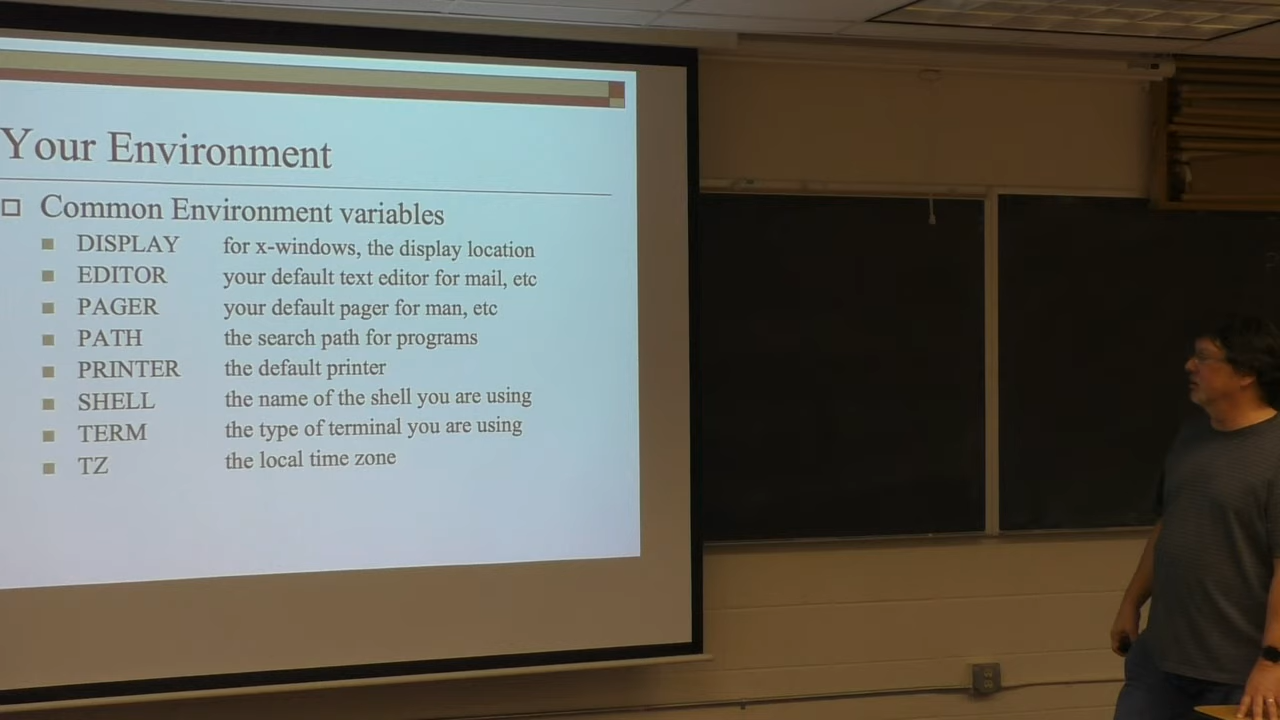 Your Environment
Common Environment variables
DISPLAY for x-windows, the display location
EDITOR your default text editor for mail, etc
PAGER your default pager for man, etc
PATH the search path for programs
PRINTER the default printer
SHELL the name of the shell you are using
TERM the type of terminal you are using
TZ the local time zone